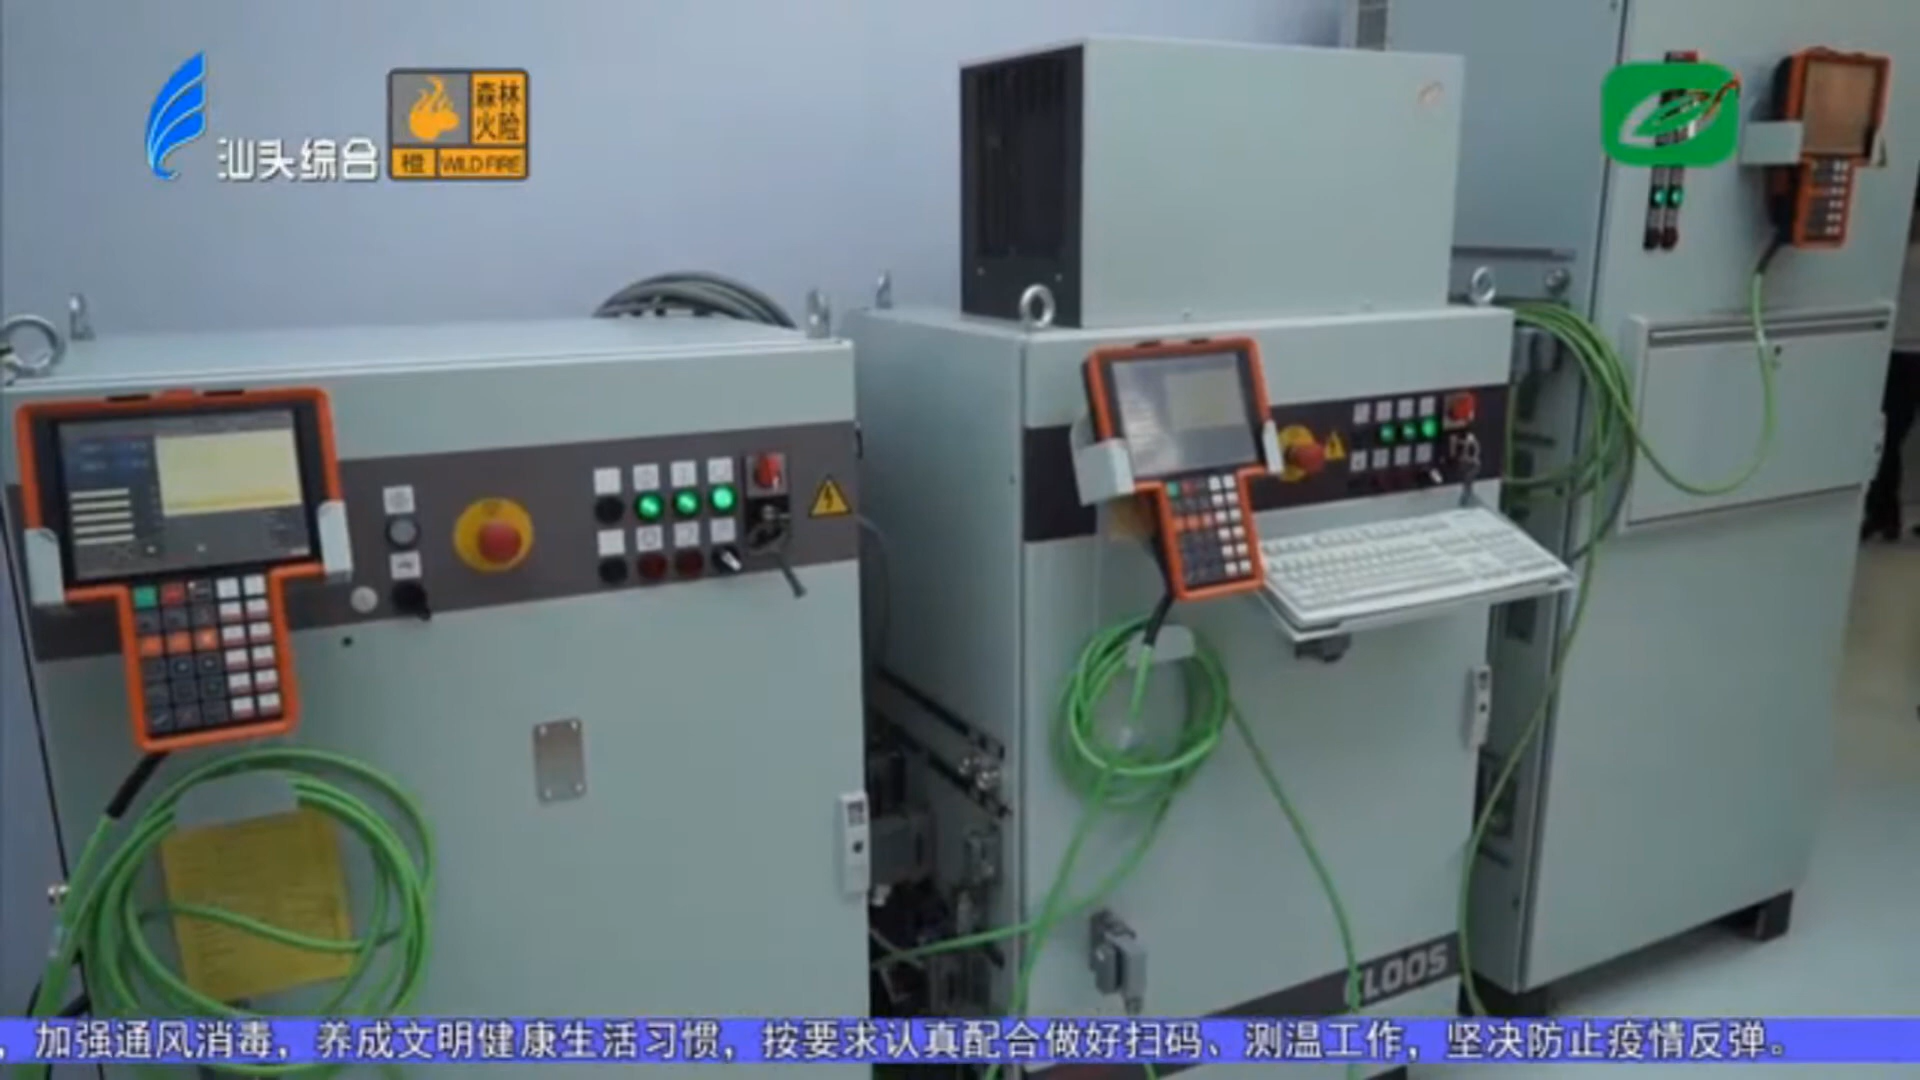 汕头综合
森林
火险
橙 WILD FIRE
CLOOS
，加强通风消毒，养成文明健康生活习惯，按要求认真配合做好扫码、测温工作，坚决防止疫情反弹。